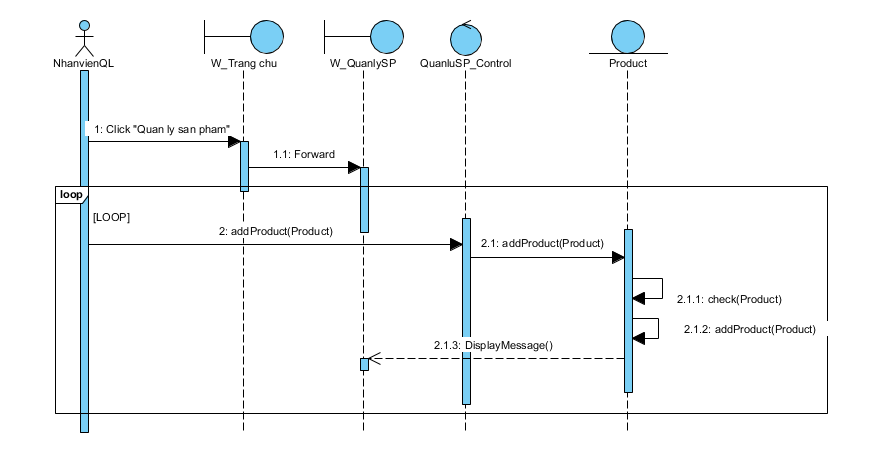 NhanvienQL
W_Trang chu
W_QuanlySP
QuanluSP_Control
Product
1: Click "Quan ly san pham"
1.1: Forward
loop
[LOOP]
2: addProduct(Product)
2.1: addProduct(Product)
2.1.1: check(Product)
2.1.2: addProduct(Product)
2.1.3: DisplayMessage()